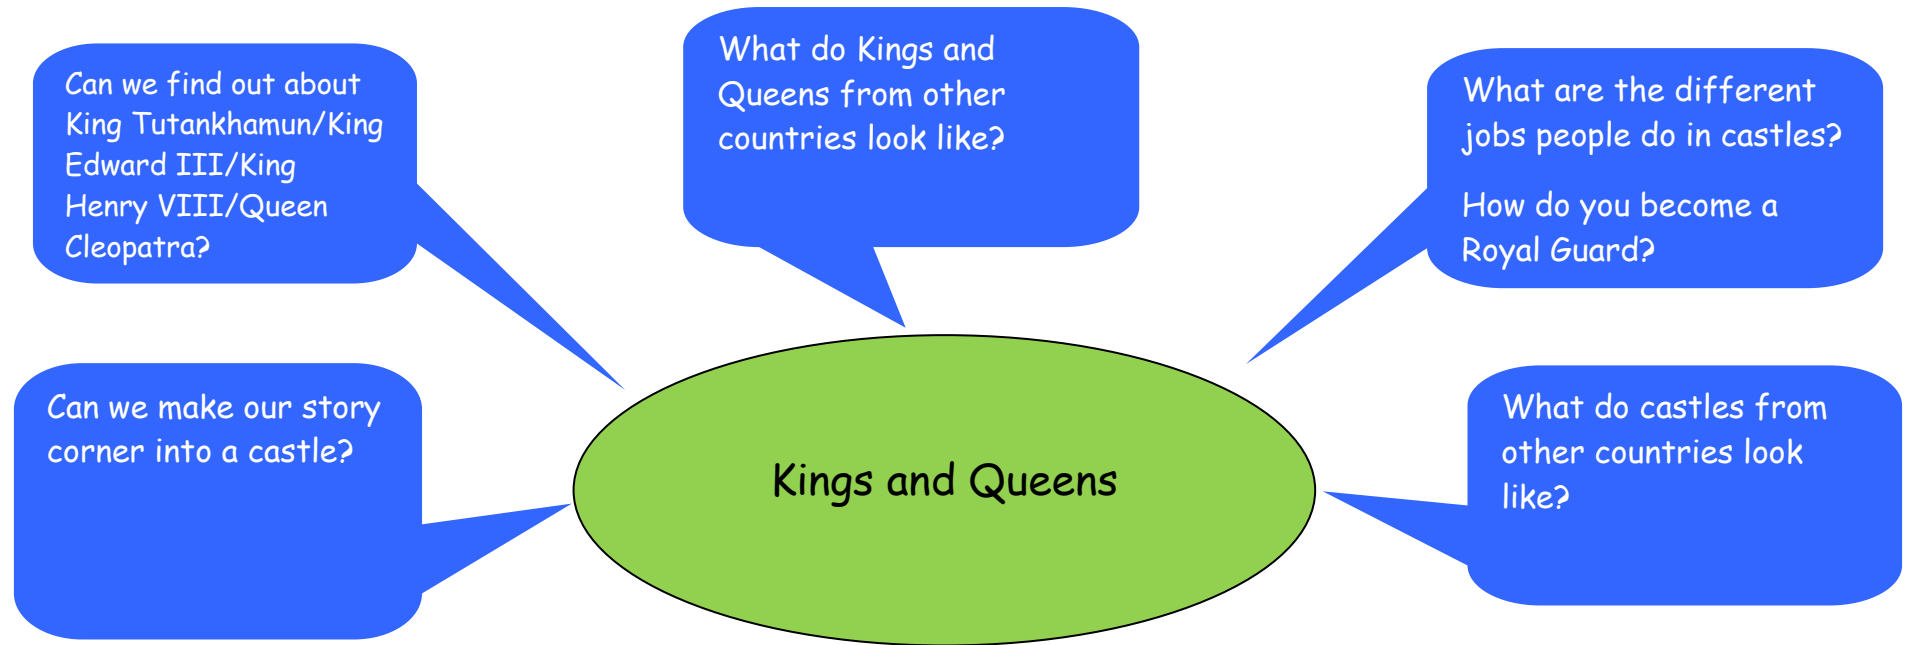 Can we find out about
King Tutankhamun/King
Edward III/King
Henry VIII/Queen
Cleopatra?
What do Kings and
Queens from other
countries look like?
What are the different
jobs people do in castles?
How do you become a
Royal Guard?
Can we make our story
corner into a castle?
Kings and Queens
What do castles from
other countries look
like?